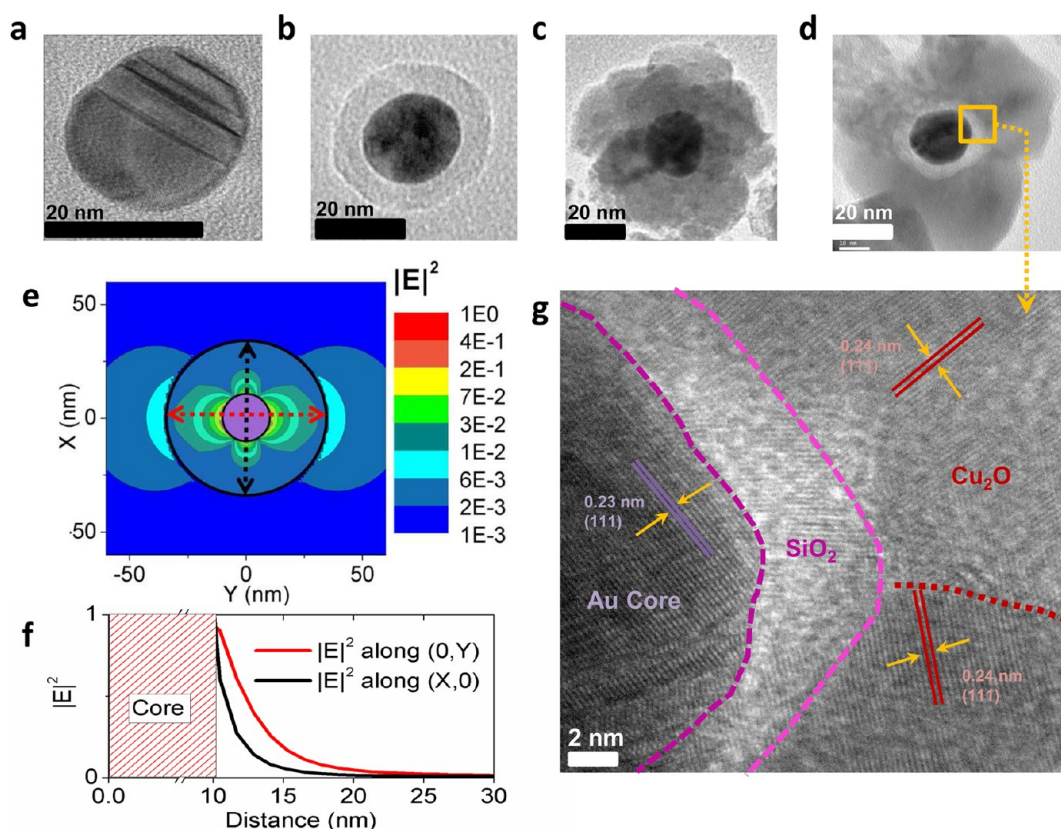 a
b
c
d
20 nm
20 nm
20 nm
20 nm
10 nm
e
|E|²
50
0
-50
X (nm)
-50
0
50
Y (nm)
1E0
4E-1
2E-1
7E-2
3E-2
1E-2
6E-3
2E-3
1E-3
f
1
0
|E|²
Core
|E|² along (0,Y)
|E|² along (X,0)
0.0
10
15
20
25
30
Distance (nm)
g
0.24 nm
(111)
Cu₂O
0.23 nm
(111)
SiO₂
Au Core
0.24 nm
(111)
2 nm